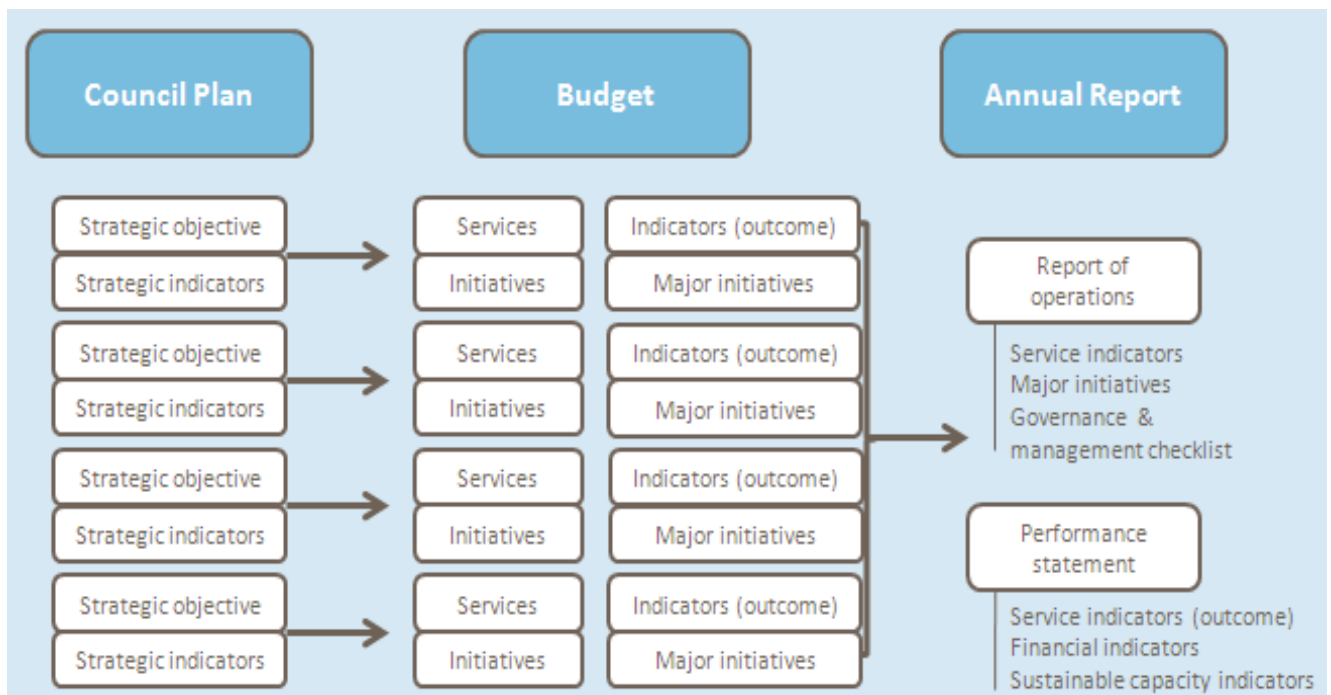 Council Plan
Budget
Annual Report
Strategic objective
Strategic indicators
Strategic objective
Strategic indicators
Strategic objective
Strategic indicators
Strategic objective
Strategic indicators
Services
Initiatives
Services
Initiatives
Services
Initiatives
Services
Initiatives
Indicators (outcome)
Major initiatives
Indicators (outcome)
Major initiatives
Indicators (outcome)
Major initiatives
Indicators (outcome)
Major initiatives
Report of
operations
Service indicators
Major initiatives
Governance &
management checklist
Performance
statement
Service indicators (outcome)
Financial indicators
Sustainable capacity indicators